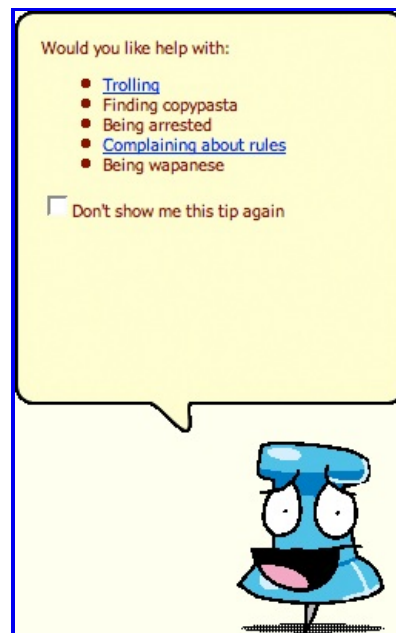 Would you like help with:
Trolling
Finding copypasta
Being arrested
Complaining about rules
Being wapanese
Don't show me this tip again